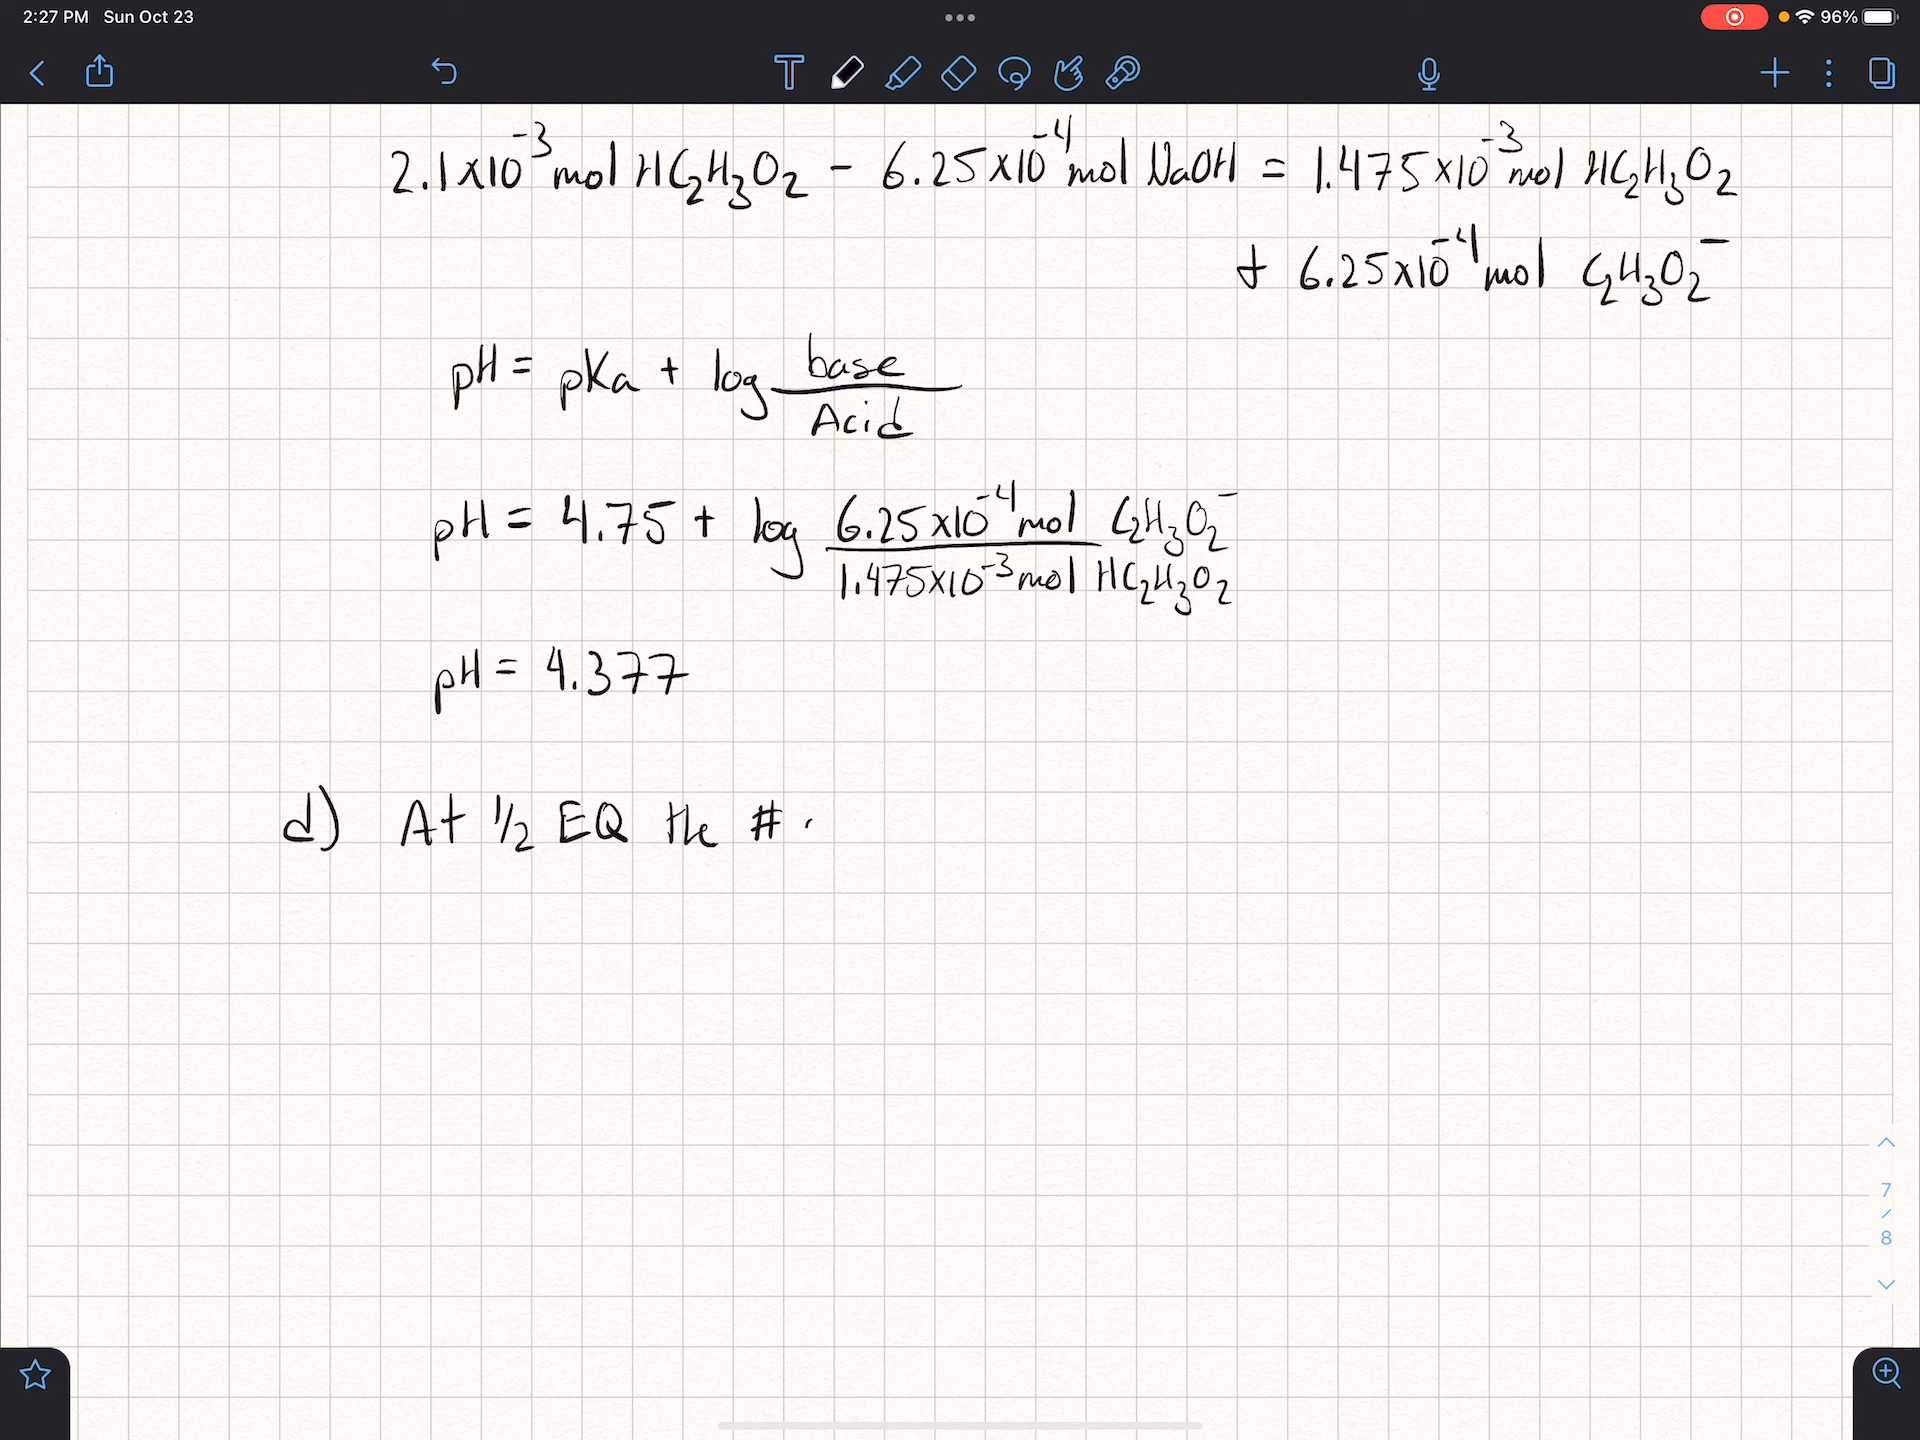 2:27 PM Sun Oct 23
96%
2.1x10⁻³ mol HC₂H₃O₂ - 6.25x10⁻⁴ mol NaOH = 1.475x10⁻³ mol HC₂H₃O₂
+ 6.25x10⁻⁴ mol C₂H₃O₂⁻
pH = pKa + log base/Acid
pH = 4.75 + log 6.25x10⁻⁴ mol C₂H₃O₂⁻ / 1.475x10⁻³ mol HC₂H₃O₂
pH = 4.377
d) At 1/2 EQ the #
7
/
8